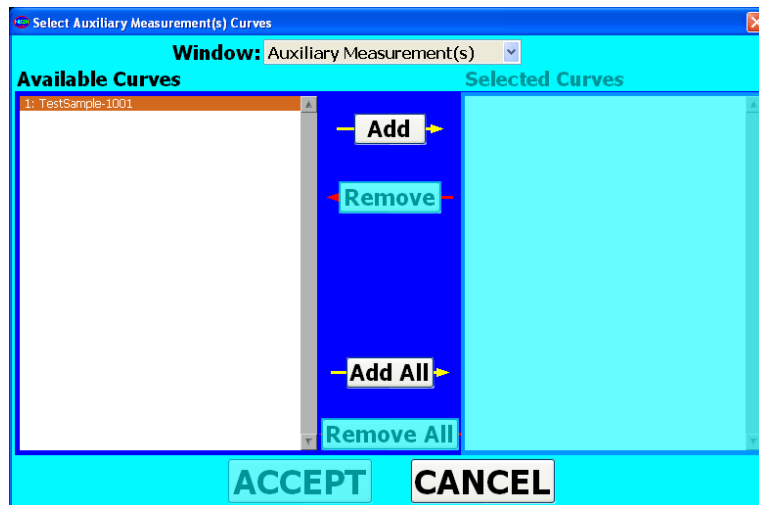 Select Auxiliary Measurement(s) Curves
Window: Auxiliary Measurement(s)
Available Curves
Selected Curves
1: TestSample-1001
Add
Remove
Add All
Remove All
ACCEPT
CANCEL